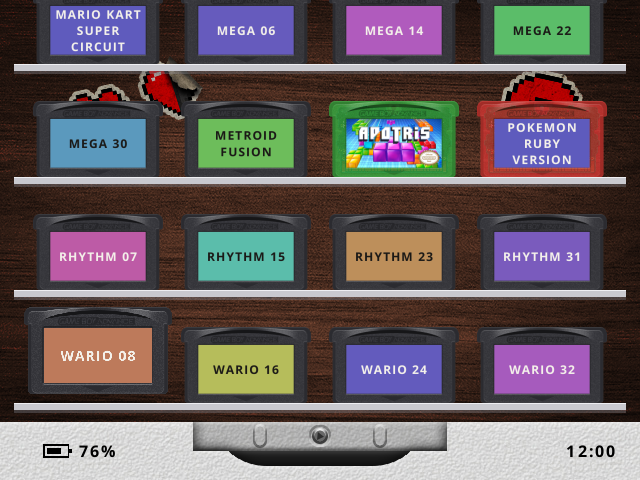 MARIO KART
SUPER
CIRCUIT
MEGA 06
MEGA 14
MEGA 22
MEGA 30
METROID
FUSION
APOTRIS
POKEMON
RUBY
VERSION
RHYTHM 07
RHYTHM 15
RHYTHM 23
RHYTHM 31
WARIO 08
WARIO 16
WARIO 24
WARIO 32
76%
12:00